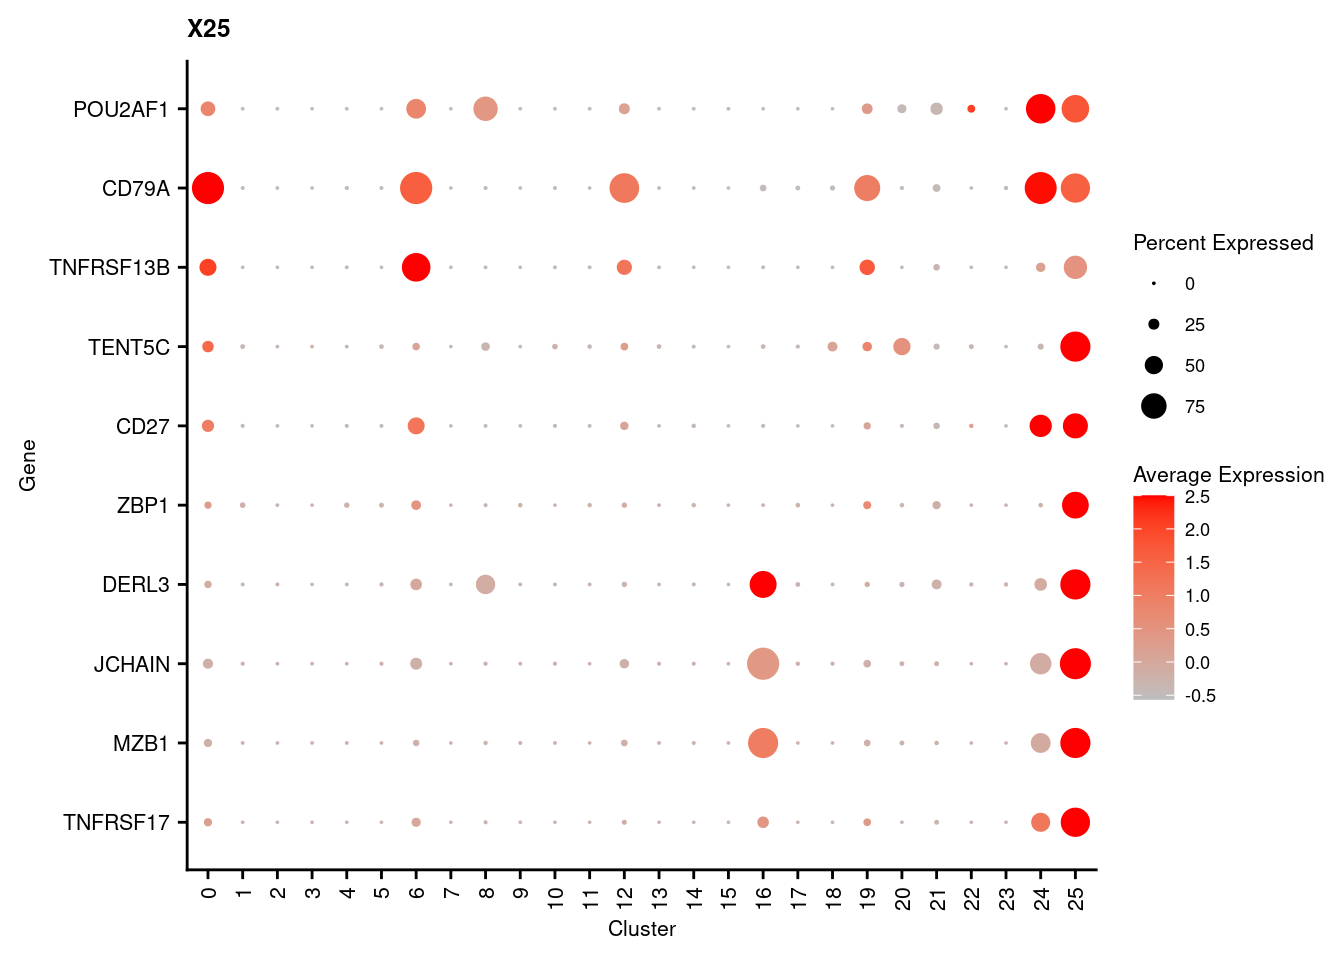 X25
POU2AF1
CD79A
TNFRSF13B
TENT5C
CD27
ZBP1
DERL3
JCHAIN
MZB1
TNFRSF17
Gene
0 1 2 3 4 5 6 7 8 9 10 11 12 13 14 15 16 17 18 19 20 21 22 23 24 25
Cluster
Percent Expressed
0
25
50
75
Average Expression
2.5
2.0
1.5
1.0
0.5
0.0
-0.5